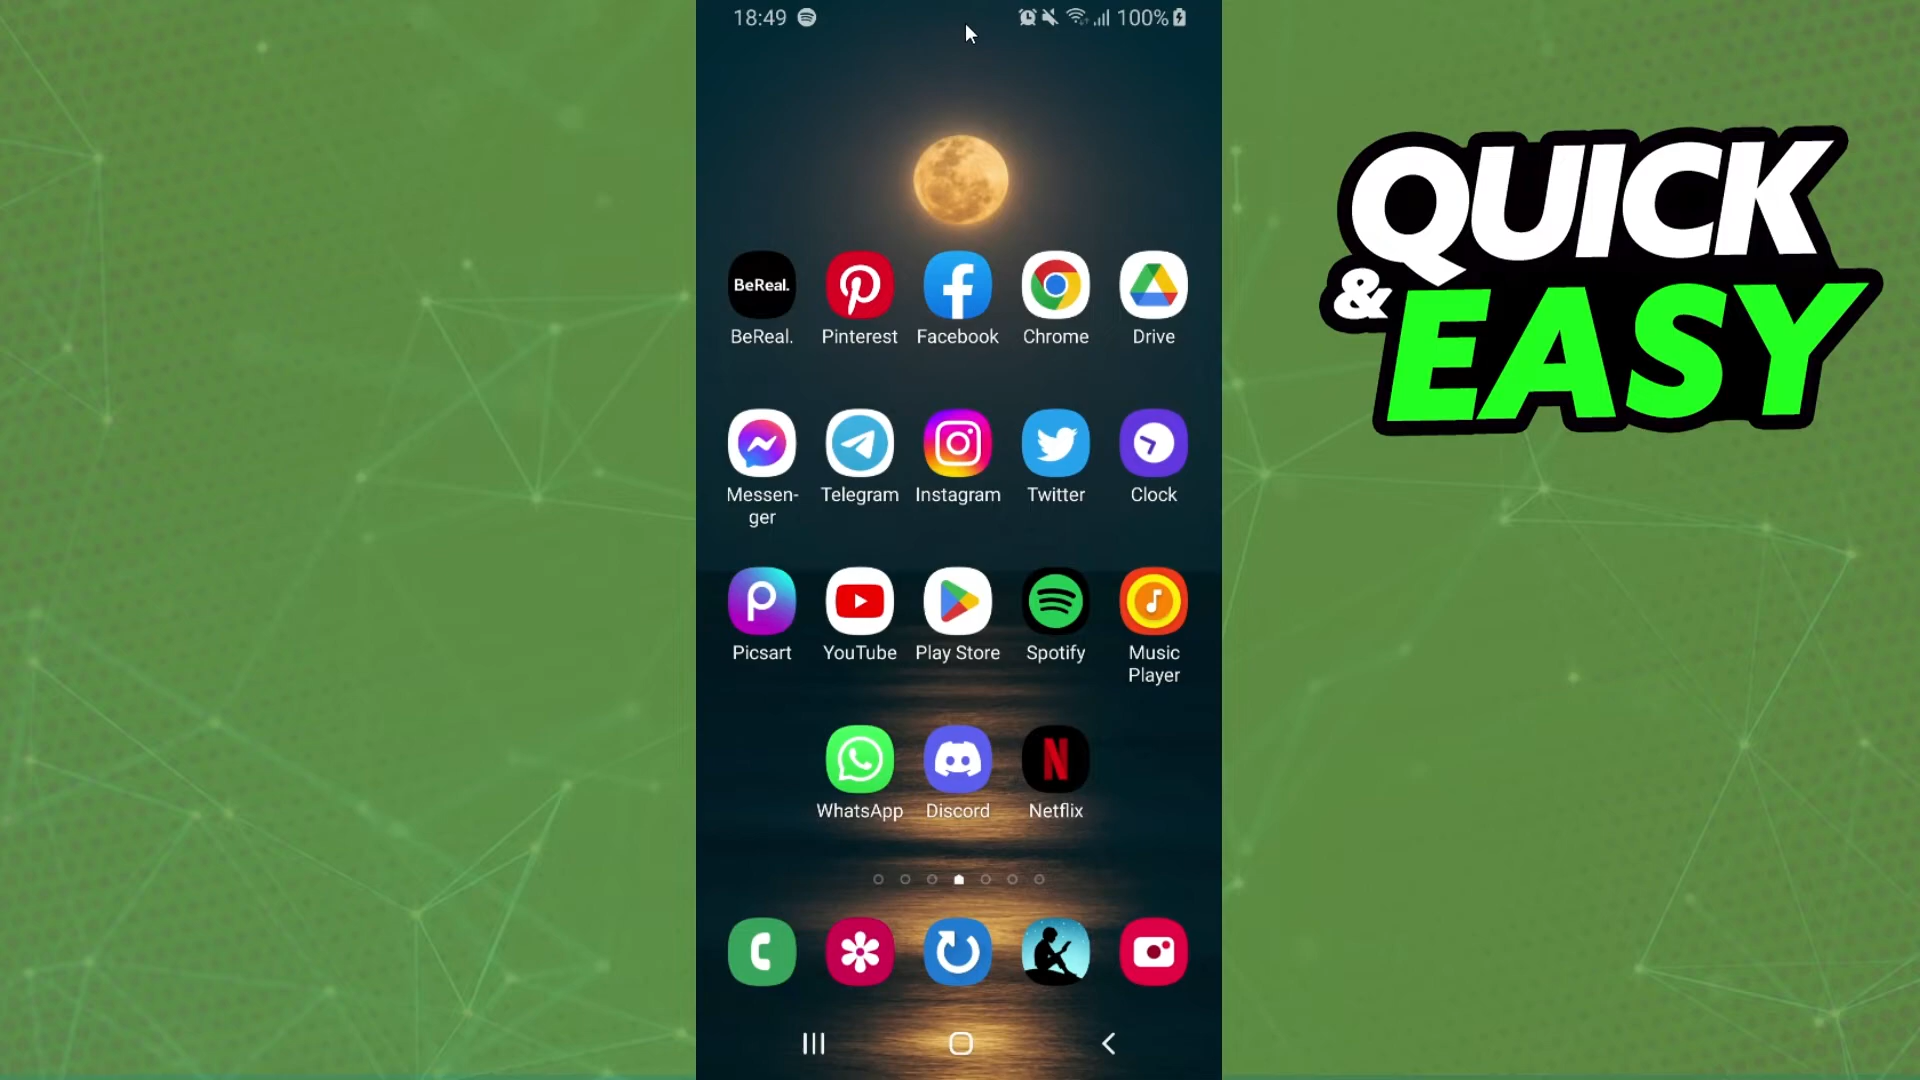 18:49
100%
QUICK
& EASY
BeReal.
BeReal. Pinterest Facebook Chrome Drive
Messen-
ger
Telegram Instagram Twitter Clock
Picsart YouTube Play Store Spotify Music
Player
WhatsApp Discord Netflix